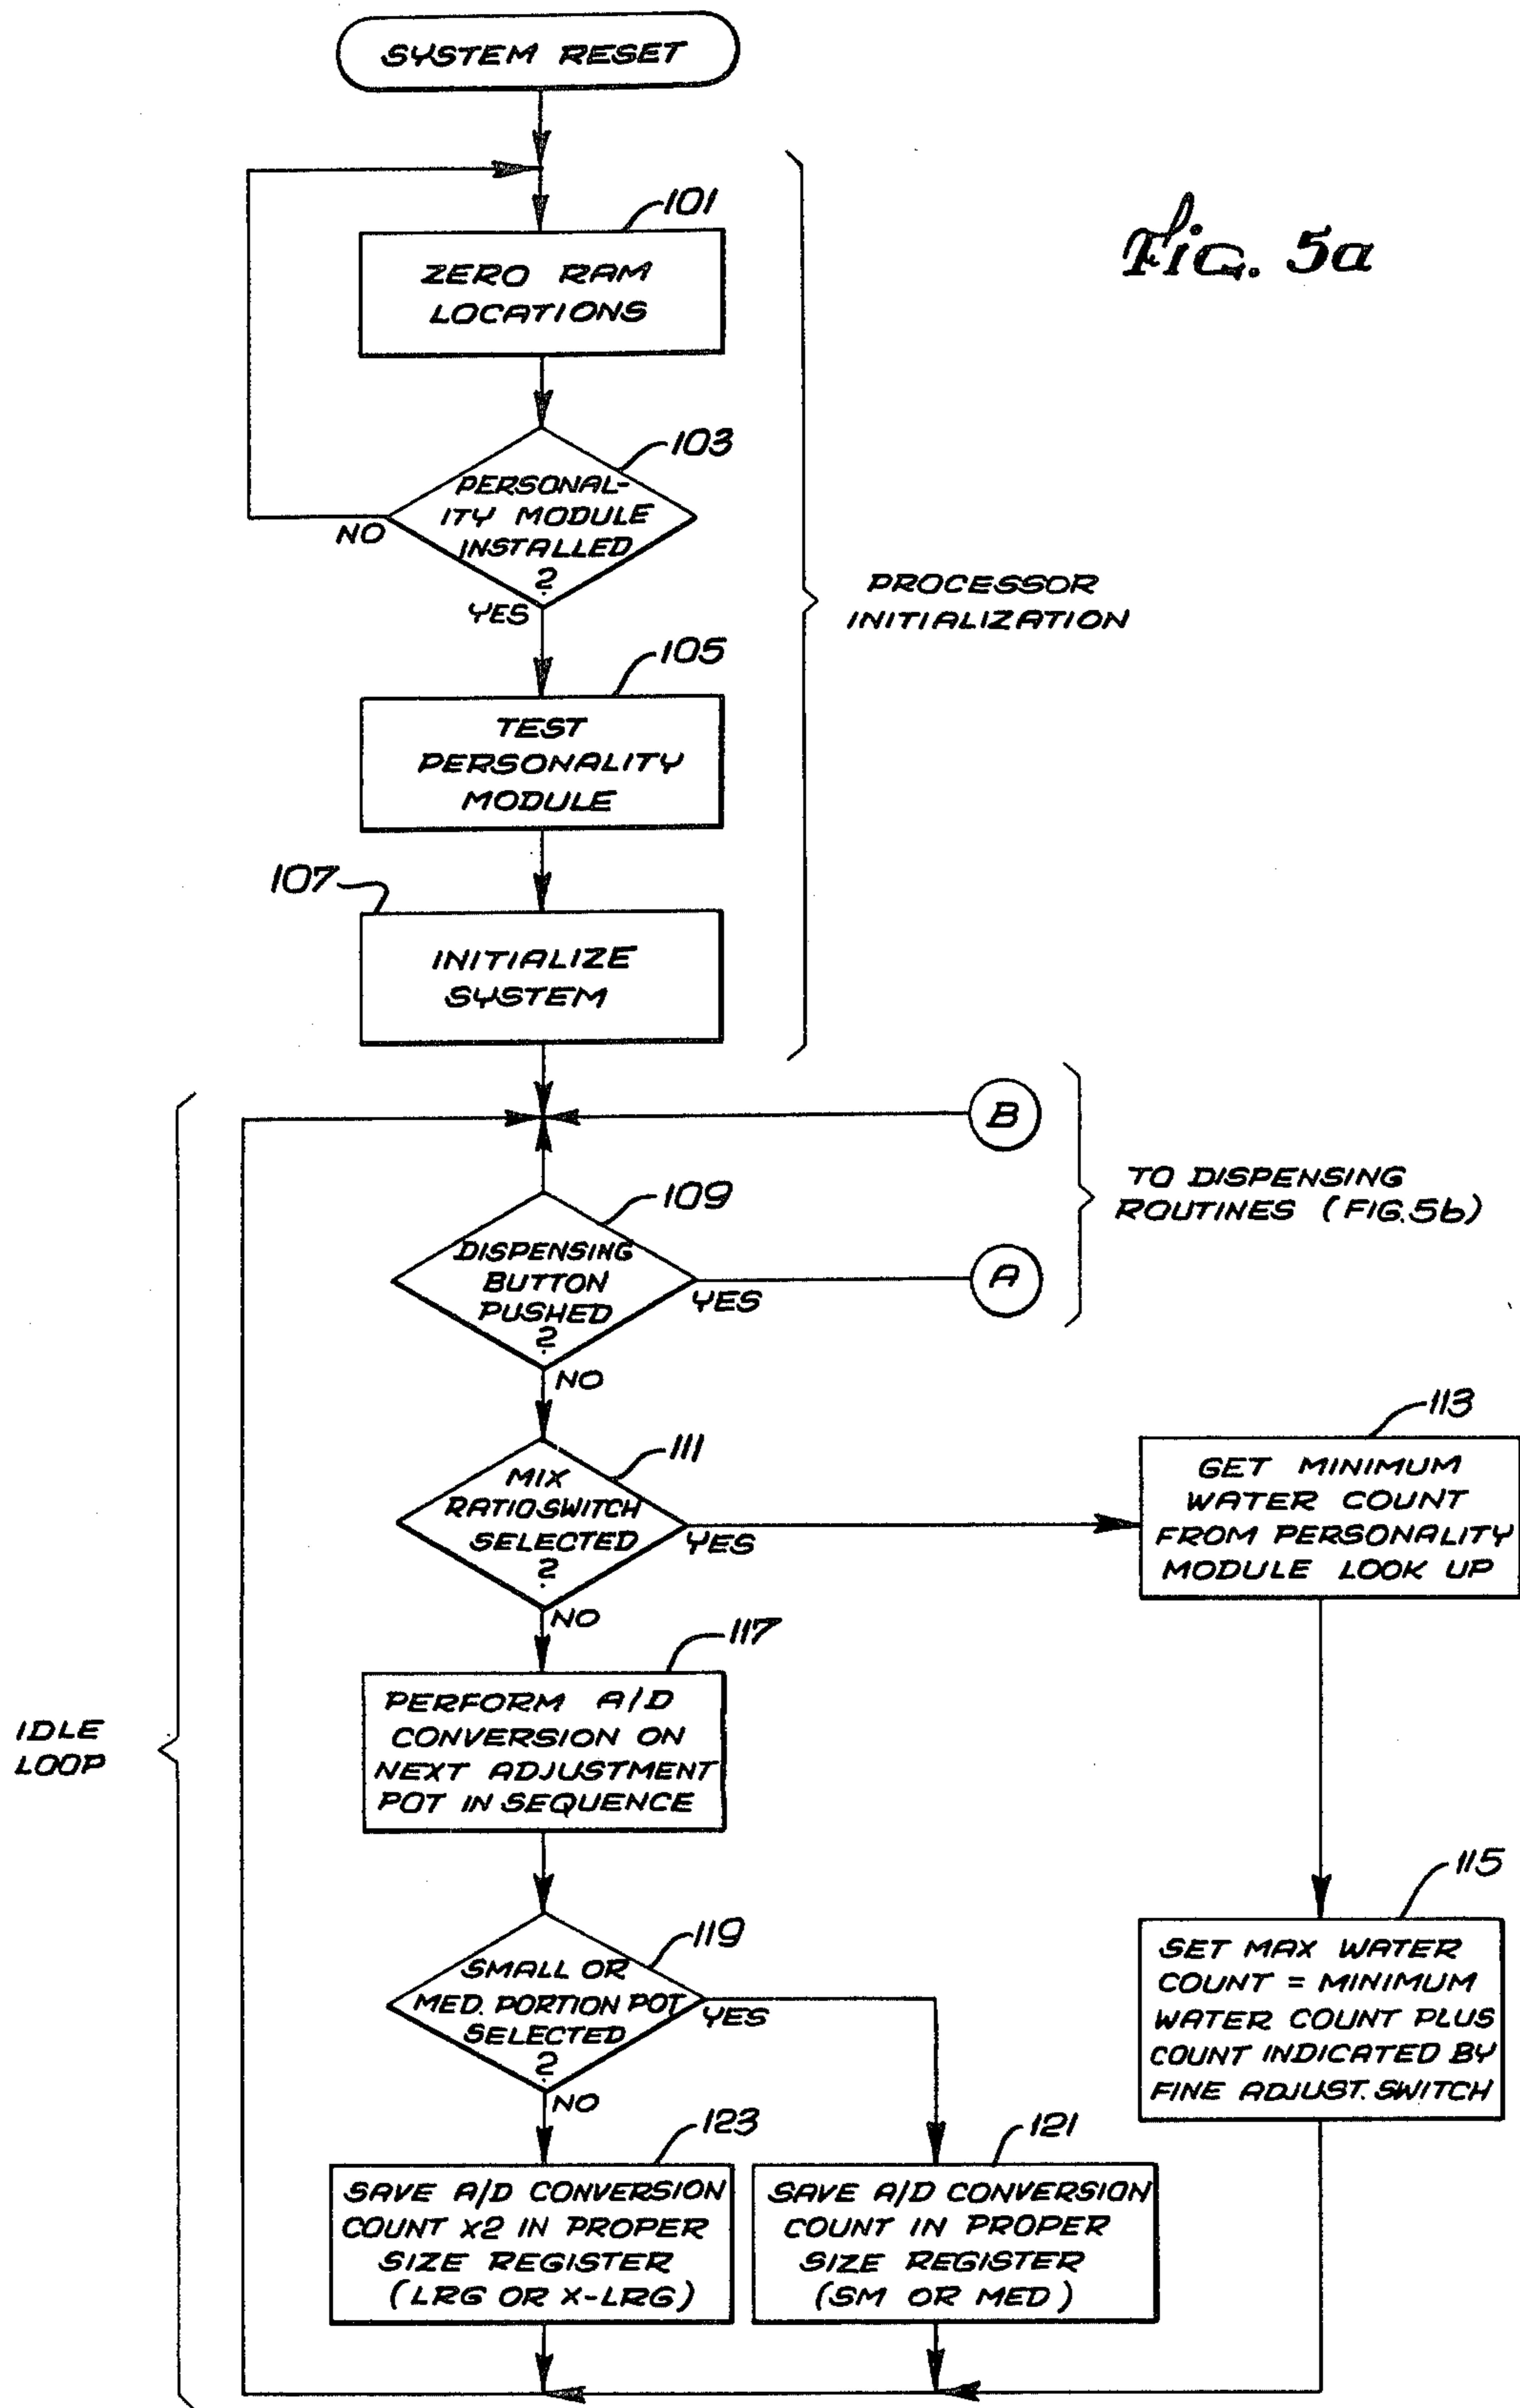 SYSTEM RESET
Fig. 5a
101
ZERO RAM
LOCATIONS
103
PERSONAL-
ITY MODULE
INSTALLED
?
NO
YES
PROCESSOR
INITIALIZATION
105
TEST
PERSONALITY
MODULE
107
INITIALIZE
SYSTEM
B
TO DISPENSING
ROUTINES (FIG.5b)
109
DISPENSING
BUTTON
PUSHED
?
YES
A
NO
111
MIX
RATIO SWITCH
SELECTED
?
YES
NO
113
GET MINIMUM
WATER COUNT
FROM PERSONALITY
MODULE LOOK UP
117
PERFORM A/D
CONVERSION ON
NEXT ADJUSTMENT
POT IN SEQUENCE
IDLE
LOOP
115
SET MAX WATER
COUNT = MINIMUM
WATER COUNT PLUS
COUNT INDICATED BY
FINE ADJUST. SWITCH
119
SMALL OR
MED. PORTION POT
SELECTED
?
YES
NO
123
SAVE A/D CONVERSION
COUNT X2 IN PROPER
SIZE REGISTER
(LRG OR X-LRG)
121
SAVE A/D CONVERSION
COUNT IN PROPER
SIZE REGISTER
(SM OR MED)